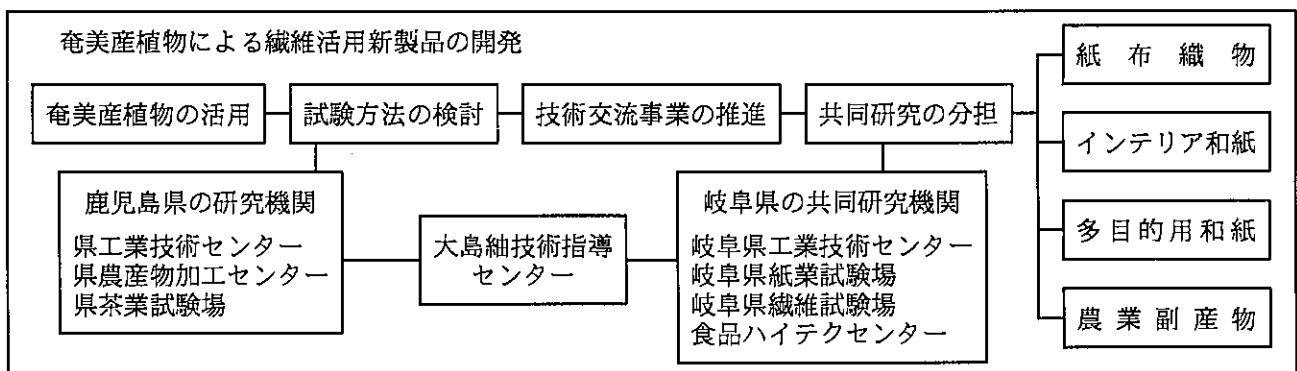 奄美産植物による繊維活用新製品の開発
奄美産植物の活用
試験方法の検討
技術交流事業の推進
共同研究の分担
紙布織物
インテリア和紙
多目的用和紙
農業副産物
鹿児島県の研究機関
県工業技術センター
県農産物加工センター
県茶業試験場
大島紬技術指導
センター
岐阜県の共同研究機関
岐阜県工業技術センター
岐阜県紙業試験場
岐阜県繊維試験場
食品ハイテクセンター